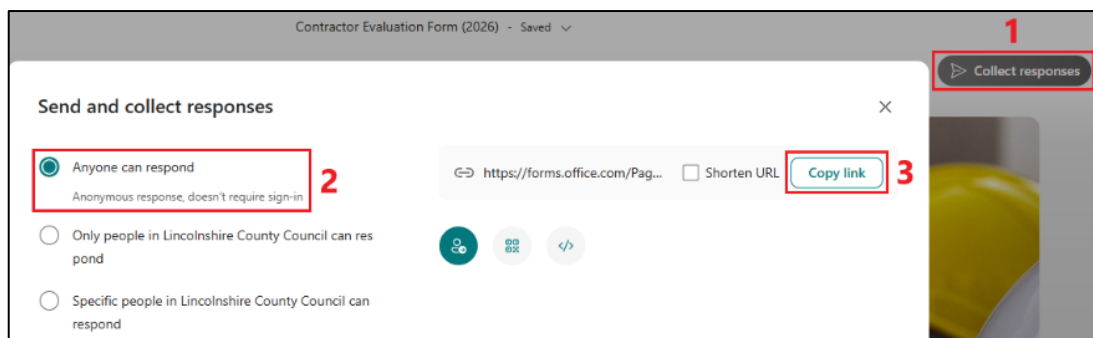 Contractor Evaluation Form (2026) - Saved
1
Collect responses
Send and collect responses
Anyone can respond
Anonymous response, doesn't require sign-in
2
https://forms.office.com/Pag...
Shorten URL
Copy link
3
Only people in Lincolnshire County Council can res
pond
Specific people in Lincolnshire County Council can
respond